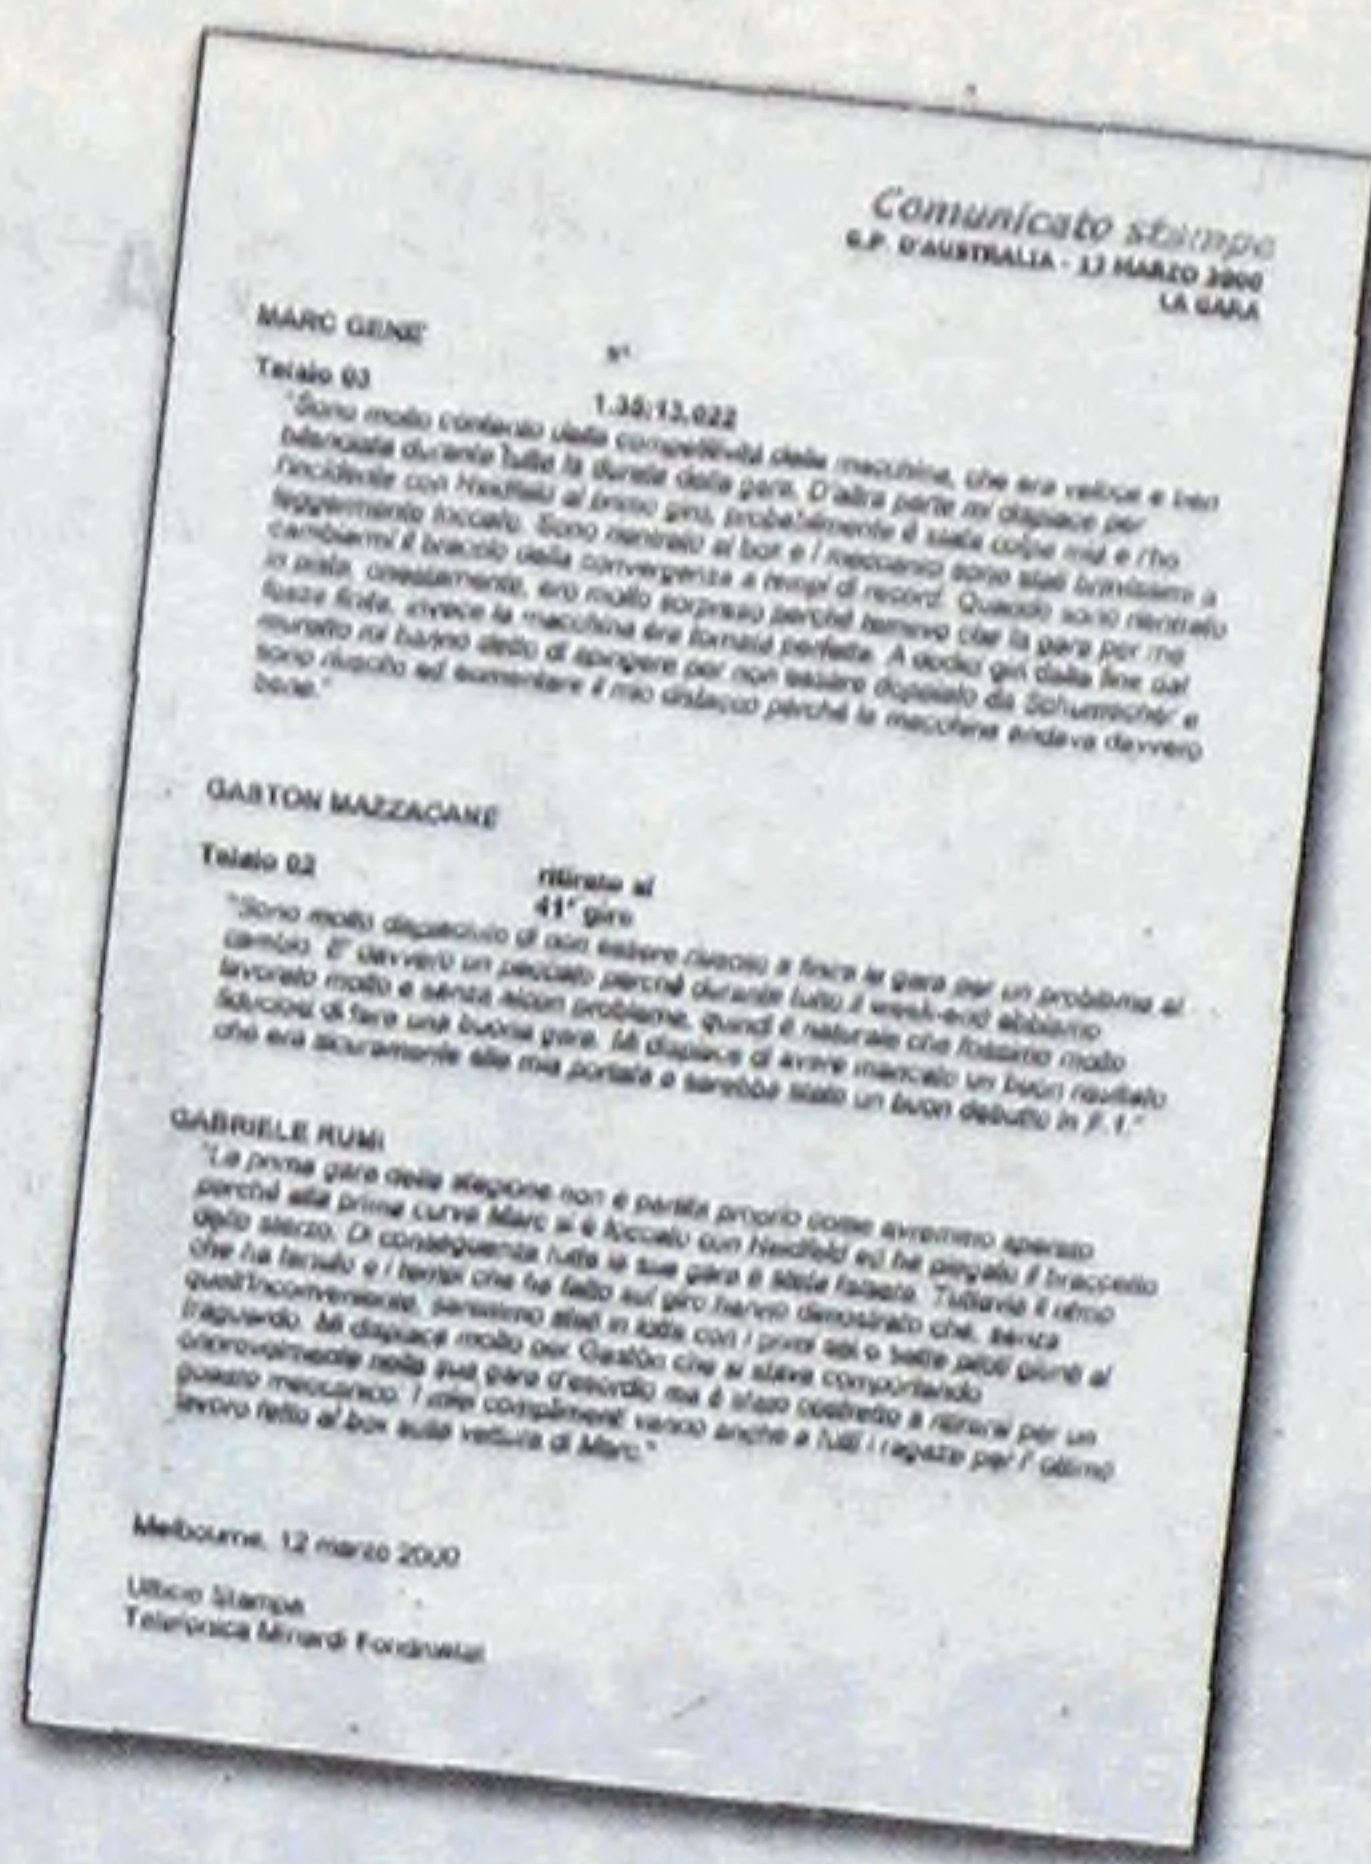 Comunicato stampa
G.P. D'AUSTRALIA - 12 MARZO 2000
LA GARA
MARC GENE'
Telaio 03
1.35:13.022
"Sono molto contento della competitività della macchina, che era veloce e ben
bilanciata durante tutta la durata della gara. D'altra parte mi dispiace per
l'incidente con Heidfeld al primo giro, probabilmente è stata colpa mia e l'ho
leggermente toccato. Sono rientrato al box e i meccanici sono stati bravissimi a
cambiarmi il braccio della convergenza a tempi di record. Quando sono rientrato
in pista, onestamente, ero molto sorpreso perché temevo che la gara per me
fosse finita, invece la macchina era tornata perfetta. A dodici giri dalla fine dal
muretto mi hanno detto di spingere per non essere doppiato da Schumacher e
sono riuscito ad aumentare il mio distacco perché la macchina andava davvero
bene."
GASTON MAZZACANE
Telaio 02
ritirato al
41° giro
"Sono molto dispiaciuto di non essere riuscito a finire la gara per un problema al
cambio. E' davvero un peccato perché durante tutto il week-end abbiamo
lavorato molto e senza alcun problema, quindi è naturale che fossimo molto
fiduciosi di fare una buona gara. Mi dispiace di avere mancato un buon risultato
che era sicuramente alla mia portata e sarebbe stato un buon debutto in F.1."
GABRIELE RUMI
"La prima gara della stagione non è partita proprio come avremmo sperato
perché alla prima curva Marc si è toccato con Heidfeld ed ha piegato il braccetto
dello sterzo. Di conseguenza tutta la sua gara è stata falsata. Tuttavia il ritmo
che ha tenuto e i tempi che ha fatto sul giro hanno dimostrato che, senza
quell'inconveniente, saremmo stati in lotta con i primi sei o sette piloti giunti al
traguardo. Mi dispiace molto per Gastòn che si stava comportando
onorevolmente nella sua gara d'esordio ma è stato costretto a ritirarsi per un
guasto meccanico. I miei complimenti vanno anche a tutti i ragazzi per l' ottimo
lavoro fatto al box sulla vettura di Marc."
Melbourne, 12 marzo 2000
Ufficio Stampa
Telefonica Minardi Fondmetal